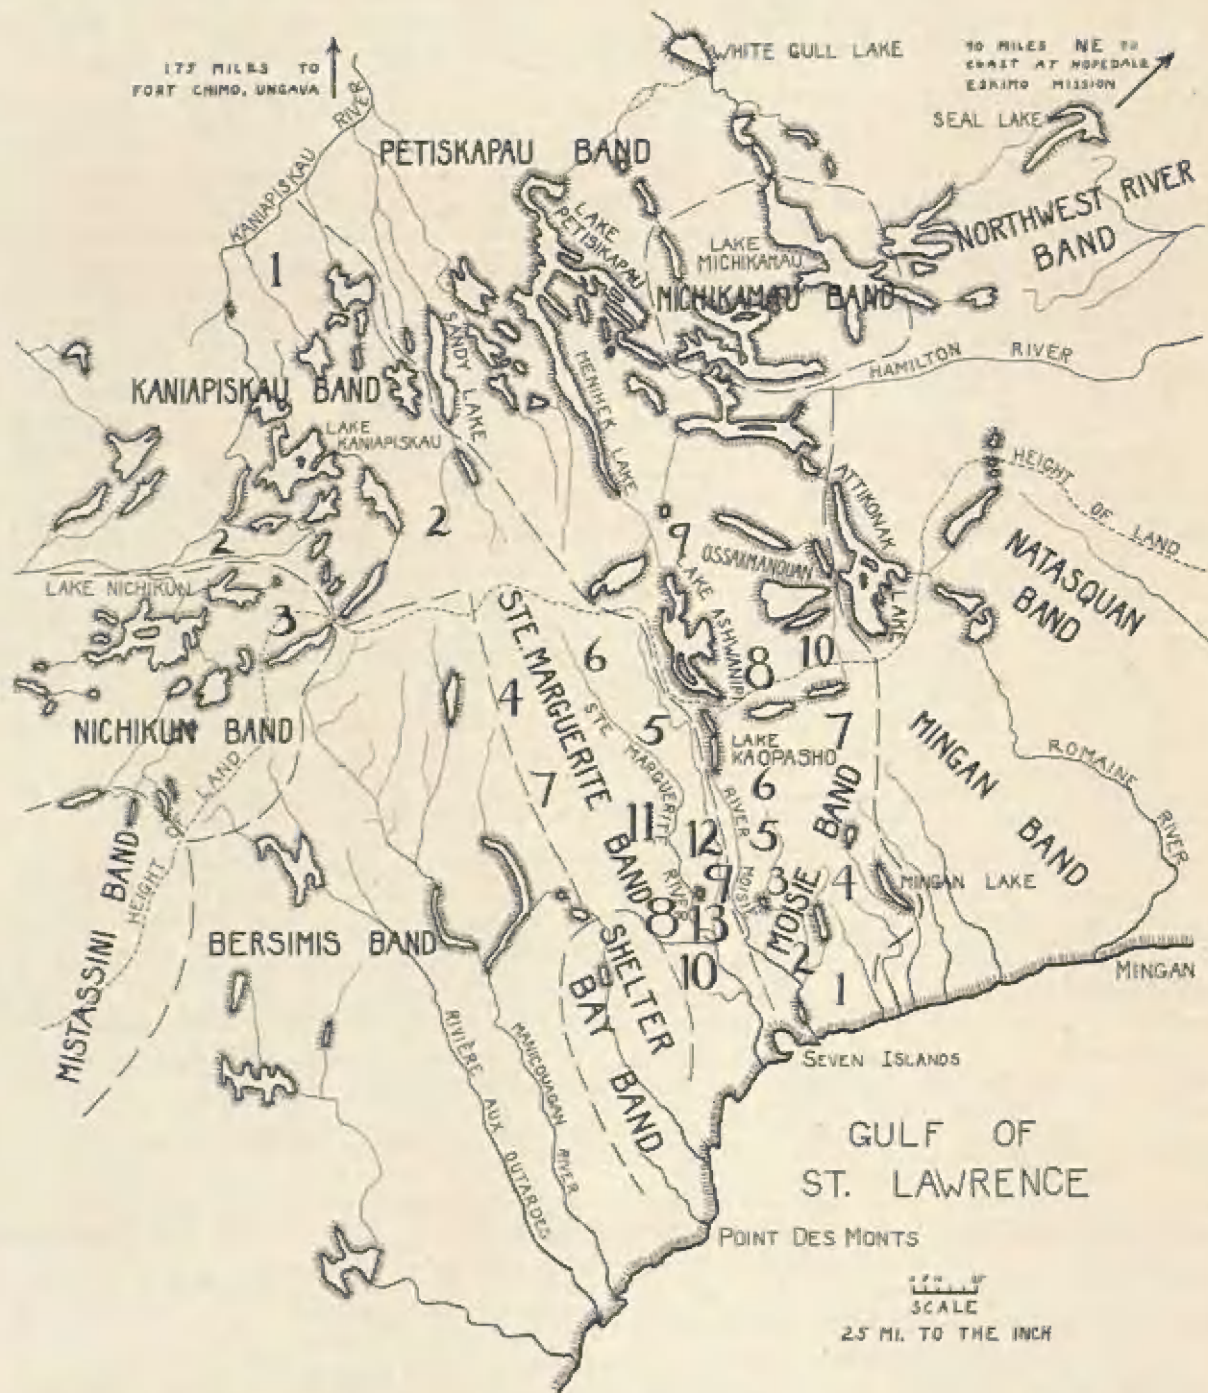 WHITE GULL LAKE
175 MILES TO
FORT CHIMO, UNGAVA
90 MILES NE TO
COAST AT HOPEDALE
ESKIMO MISSION
SEAL LAKE
KANIAPISKAU RIVER
PETISKAPAU BAND
NORTHWEST RIVER
BAND
LAKE
PETISIKAPAU
LAKE
MICHIKAMAU
MICHIKAMAU BAND
1
SANDY LAKE
MENIHEK LAKE
HAMILTON RIVER
KANIAPISKAU BAND
LAKE
KANIAPISKAU
ATTIKONAK LAKE
HEIGHT OF LAND
2
2
9
OSSAKMANOUAN
NATASQUAN
BAND
LAKE NICHIKUN
LAKE ASHWANIPI
3
STE. MARGUERITE BAND
6
8
10
4
STE MARGUERITE RIVER
5
7
NICHIKUN BAND
LAKE
KAOPASHO
MINGAN BAND
ROMAINE RIVER
HEIGHT OF LAND
7
6
11
12
RIVER MOISIE
5
MOISIE BAND
MISTASSINI BAND
9
3
4
MINGAN LAKE
8
13
BERSIMIS BAND
SHELTER
BAY BAND
10
2
1
MINGAN
SEVEN ISLANDS
RIVIÈRE AUX OUTARDES
MANICOUAGAN RIVER
GULF OF
ST. LAWRENCE
POINT DES MONTS
SCALE
25 MI. TO THE INCH